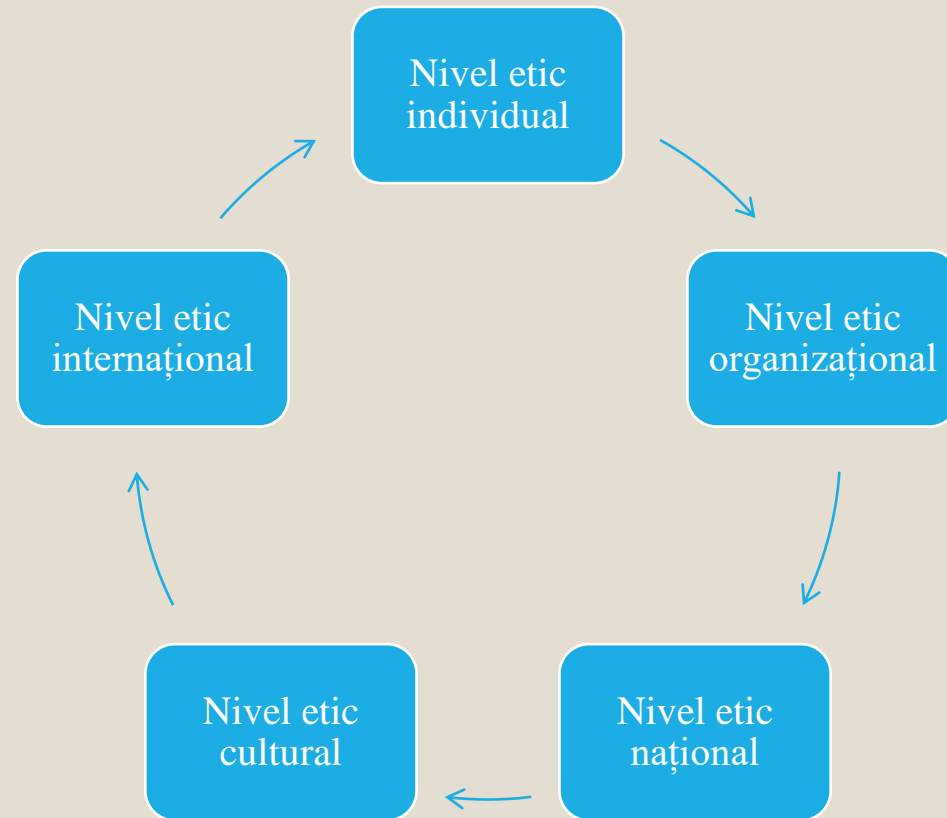 Nivel etic
individual
Nivel etic
internațional
Nivel etic
organizațional
Nivel etic
cultural
Nivel etic
național